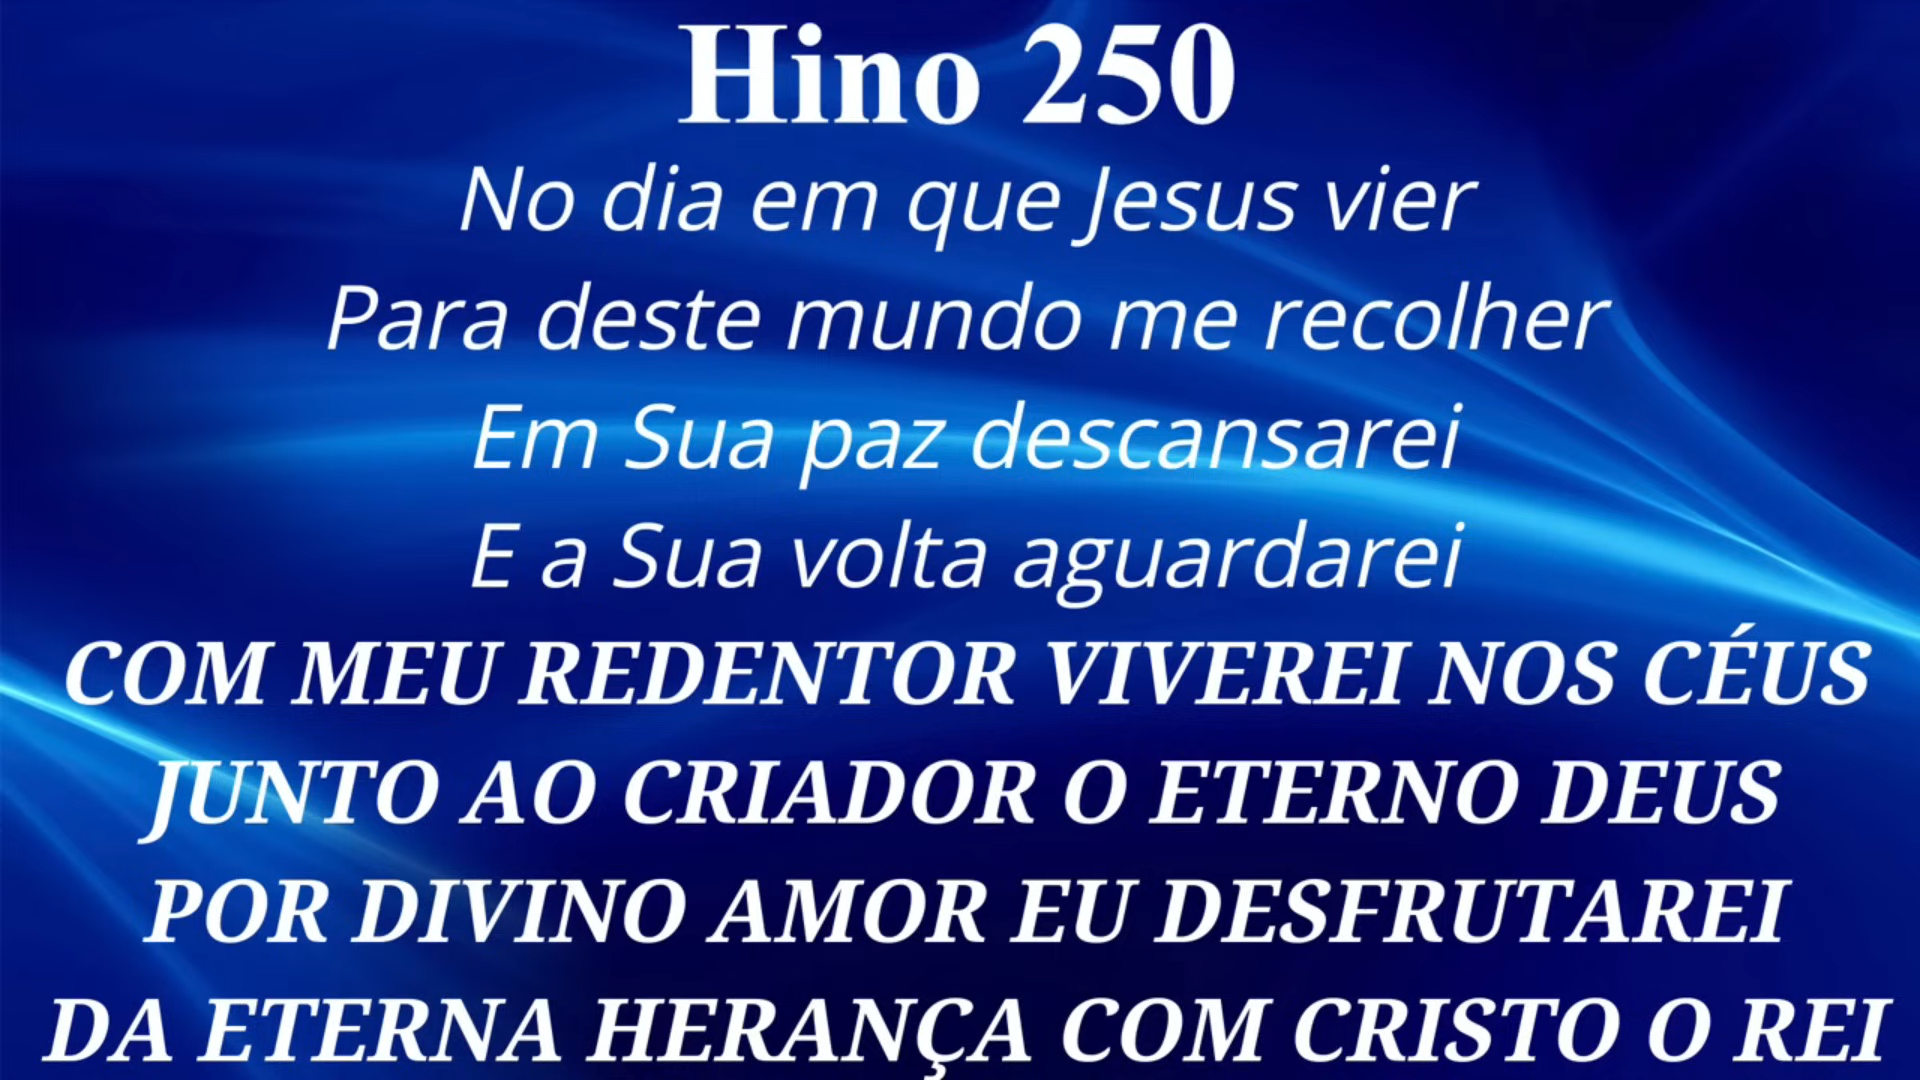 Hino 250
No dia em que Jesus vier
Para deste mundo me recolher
Em Sua paz descansarei
E a Sua volta aguardarei
COM MEU REDENTOR VIVEREI NOS CÉUS
JUNTO AO CRIADOR O ETERNO DEUS
POR DIVINO AMOR EU DESFRUTAREI
DA ETERNA HERANÇA COM CRISTO O REI